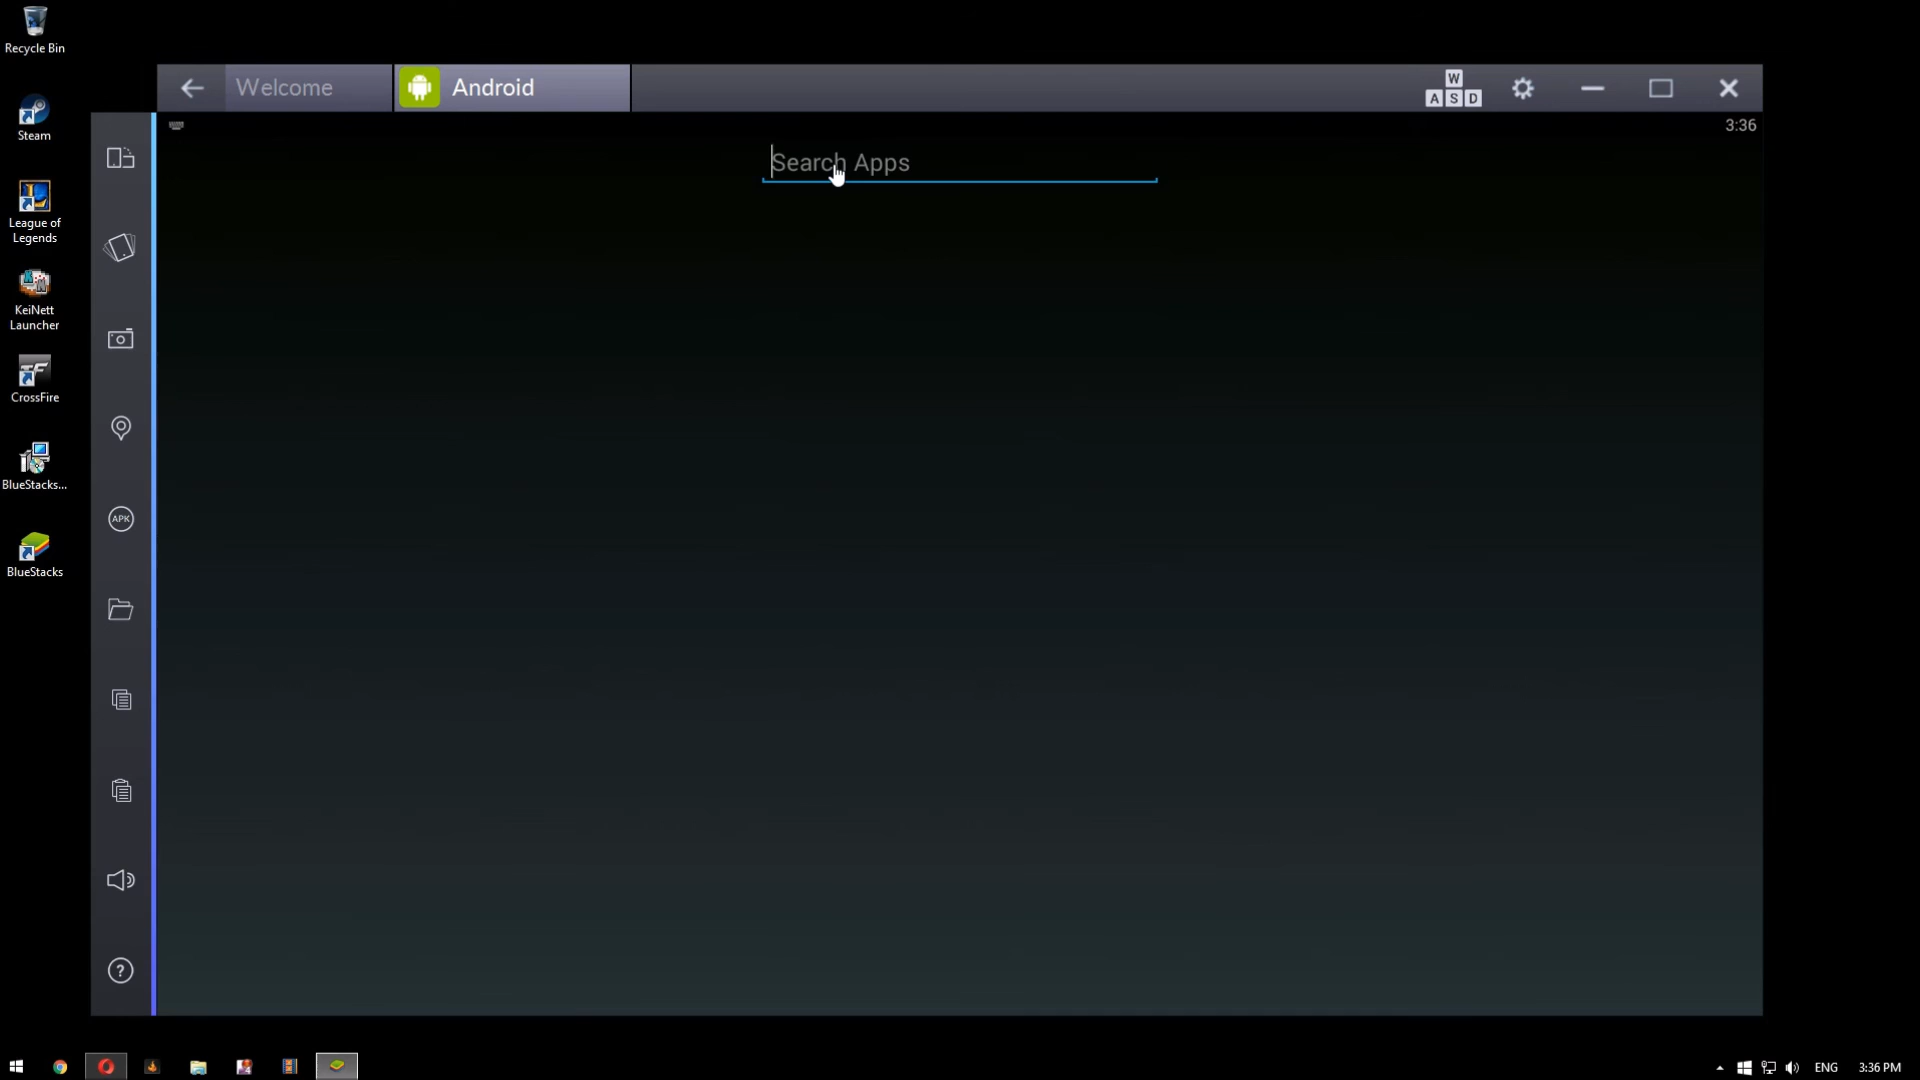 Recycle Bin
Steam
League of
Legends
KeiNett
Launcher
CrossFire
BlueStacks...
BlueStacks
Welcome
Android
W
A S D
3:36
Search Apps
APK
?
ENG
3:36 PM